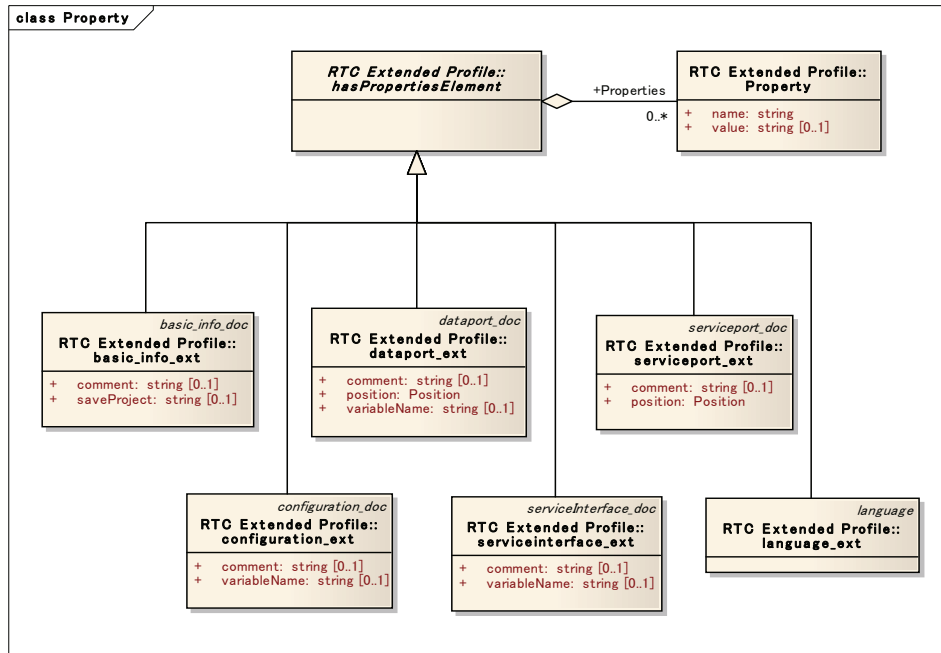 class Property
RTC Extended Profile::
hasPropertiesElement
+Properties
0..*
RTC Extended Profile::
Property
+ name: string
+ value: string [0..1]
basic_info_doc
RTC Extended Profile::
basic_info_ext
+ comment: string [0..1]
+ saveProject: string [0..1]
dataport_doc
RTC Extended Profile::
dataport_ext
+ comment: string [0..1]
+ position: Position
+ variableName: string [0..1]
serviceport_doc
RTC Extended Profile::
serviceport_ext
+ comment: string [0..1]
+ position: Position
configuration_doc
RTC Extended Profile::
configuration_ext
+ comment: string [0..1]
+ variableName: string [0..1]
serviceInterface_doc
RTC Extended Profile::
serviceinterface_ext
+ comment: string [0..1]
+ variableName: string [0..1]
language
RTC Extended Profile::
language_ext